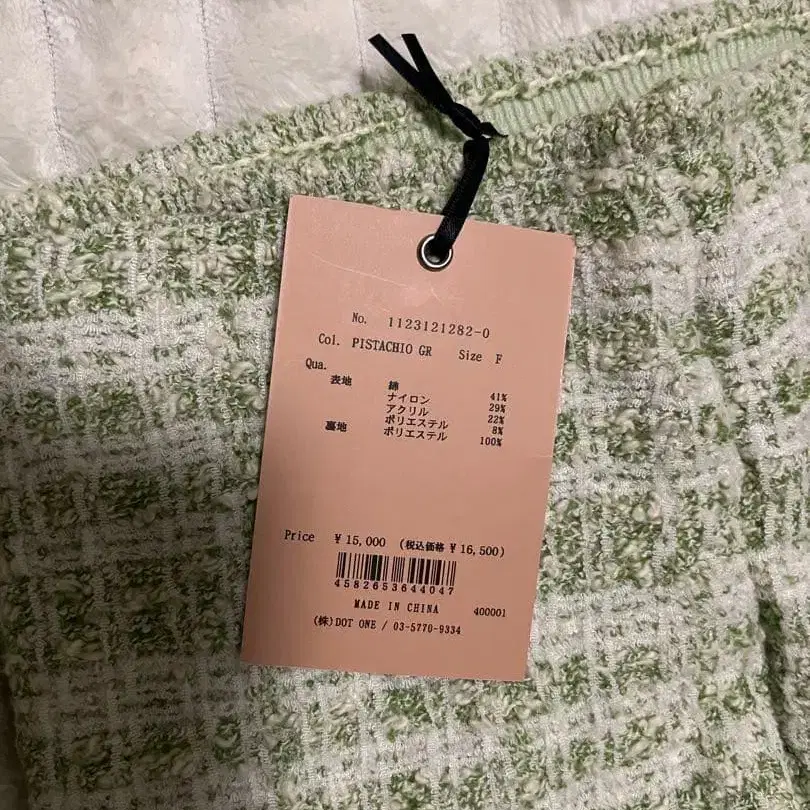 No. 1123121282-0
Col. PISTACHIO GR Size F
Qua.
表地 綿 41%
ナイロン 29%
アクリル 22%
ポリエステル 8%
裏地 ポリエステル 100%
Price ¥ 15,000 (税込価格 ¥ 16,500)
4582653644047
MADE IN CHINA 400001
(株)DOT ONE / 03-5770-9334